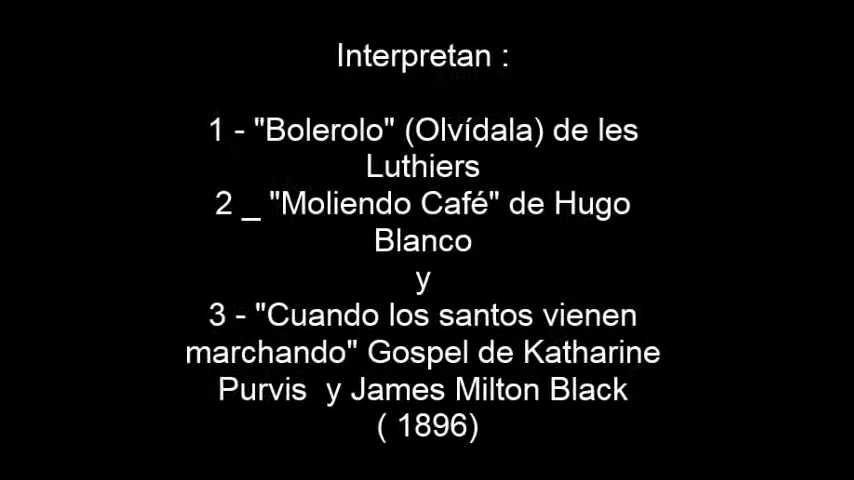 Interpretan :
1 - "Bolerolo" (Olvídala) de les
Luthiers
2 _ "Moliendo Café" de Hugo
Blanco
y
3 - "Cuando los santos vienen
marchando" Gospel de Katharine
Purvis  y James Milton Black
( 1896)